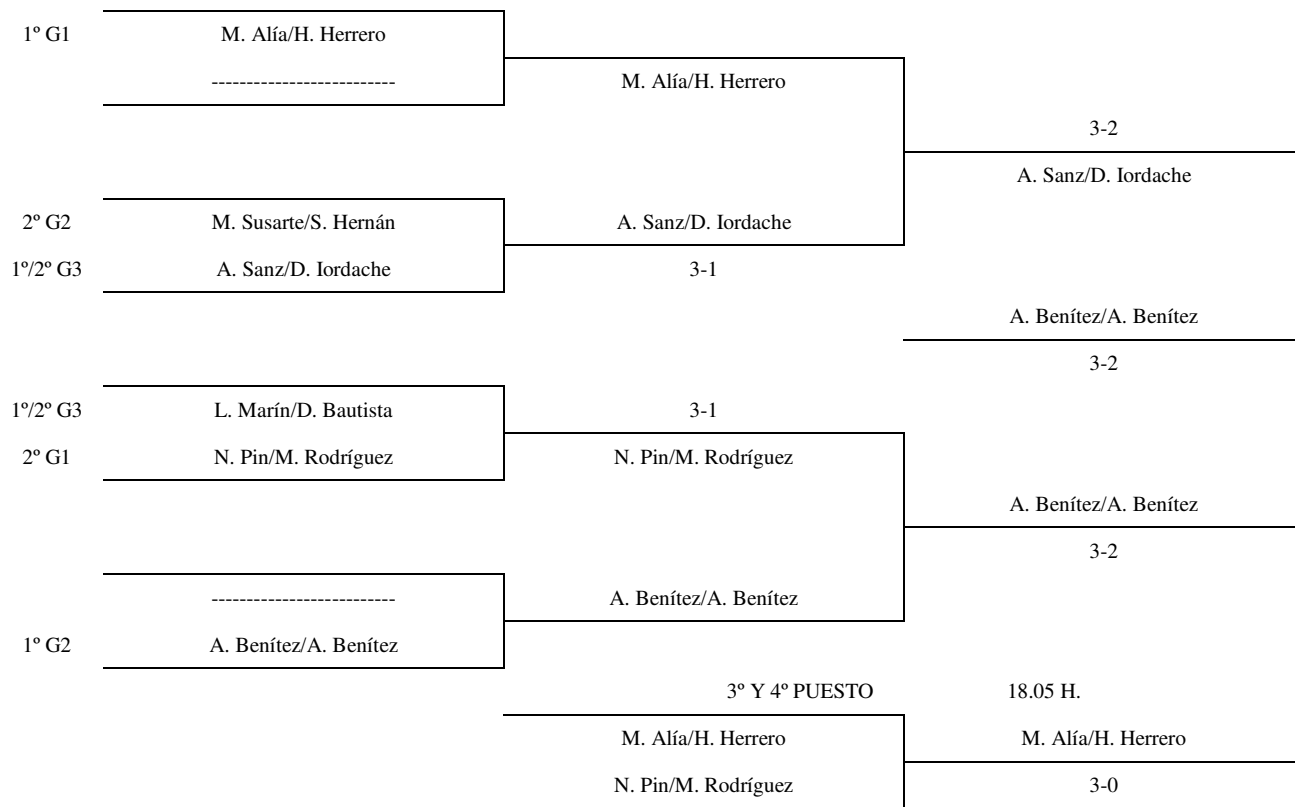 1º G1 M. Alía/H. Herrero
-------------------------- M. Alía/H. Herrero
3-2
A. Sanz/D. Iordache
2º G2 M. Susarte/S. Hernán A. Sanz/D. Iordache
1º/2º G3 A. Sanz/D. Iordache 3-1
A. Benítez/A. Benítez
3-2
1º/2º G3 L. Marín/D. Bautista 3-1
2º G1 N. Pin/M. Rodríguez N. Pin/M. Rodríguez
A. Benítez/A. Benítez
3-2
-------------------------- A. Benítez/A. Benítez
1º G2 A. Benítez/A. Benítez
3º Y 4º PUESTO 18.05 H.
M. Alía/H. Herrero M. Alía/H. Herrero
N. Pin/M. Rodríguez 3-0